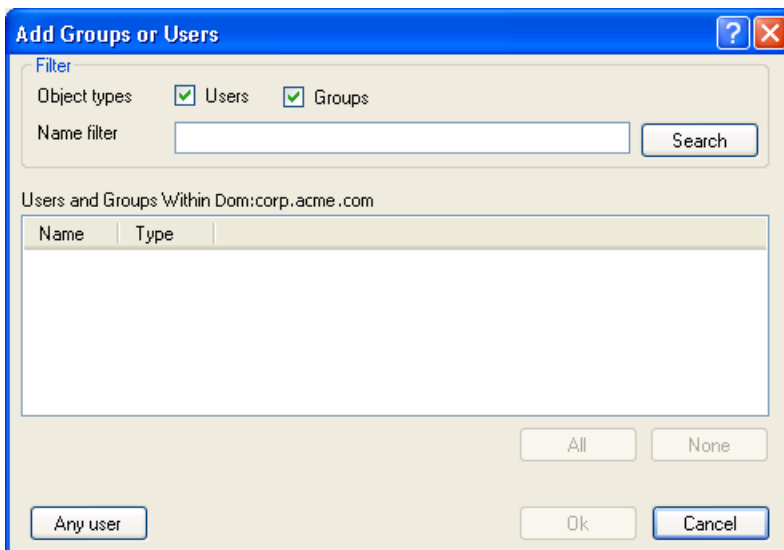 Add Groups or Users
Filter
Object types Users Groups
Name filter Search
Users and Groups Within Dom:corp.acme.com
Name Type
All None
Any user Ok Cancel